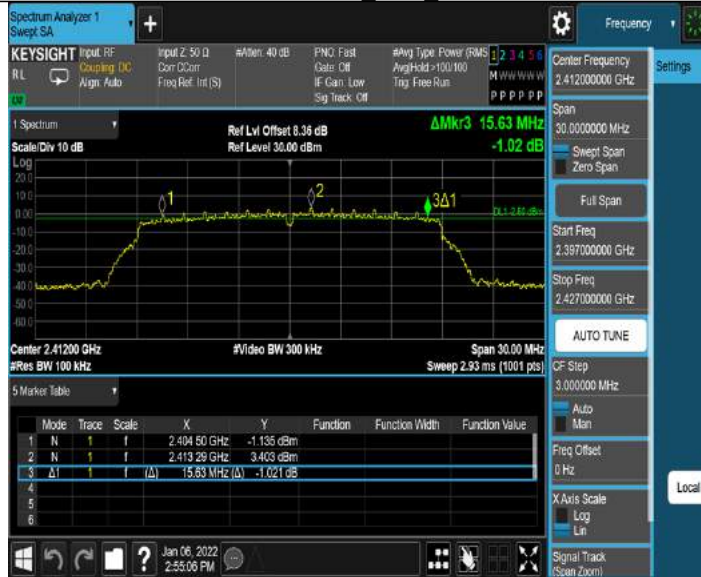 Spectrum Analyzer 1
Swept SA
+
Frequency
KEYSIGHT
RL
Input: RF
Coupling: DC
Align: Auto
Input Z: 50 Ω
Corr CCorr
Freq Ref: Int (S)
#Atten: 40 dB
PNO: Fast
Gate: Off
IF Gain: Low
Sig Track: Off
#Avg Type: Power (RMS
Avg|Hold:>100/100
Trig: Free Run
1 2 3 4 5 6
M W W W W W
P P P P P P
1 Spectrum
Scale/Div 10 dB
Ref Lvl Offset 8.36 dB
Ref Level 30.00 dBm
ΔMkr3 15.63 MHz
-1.02 dB
Log
20.0
10.0
0.00
-10.0
-20.0
-30.0
-40.0
-50.0
-60.0
1
2
3Δ1
Center 2.41200 GHz
#Video BW 300 kHz
Span 30.00 MHz
#Res BW 100 kHz
Sweep 2.93 ms (1001 pts)
5 Marker Table
Mode Trace Scale X Y Function Function Width Function Value
1 N 1 f 2.404 50 GHz -1.135 dBm
2 N 1 f 2.413 29 GHz 3.403 dBm
3 Δ1 1 f (Δ) 15.63 MHz (Δ) -1.021 dB
4
5
6
?
Jan 06, 2022
2:55:06 PM
Center Frequency
2.412000000 GHz
Span
30.0000000 MHz
Swept Span
Zero Span
Full Span
Start Freq
2.397000000 GHz
Stop Freq
2.427000000 GHz
AUTO TUNE
CF Step
3.000000 MHz
Auto
Man
Freq Offset
0 Hz
X Axis Scale
Log
Lin
Signal Track
(Span Zoom)
Settings
Local